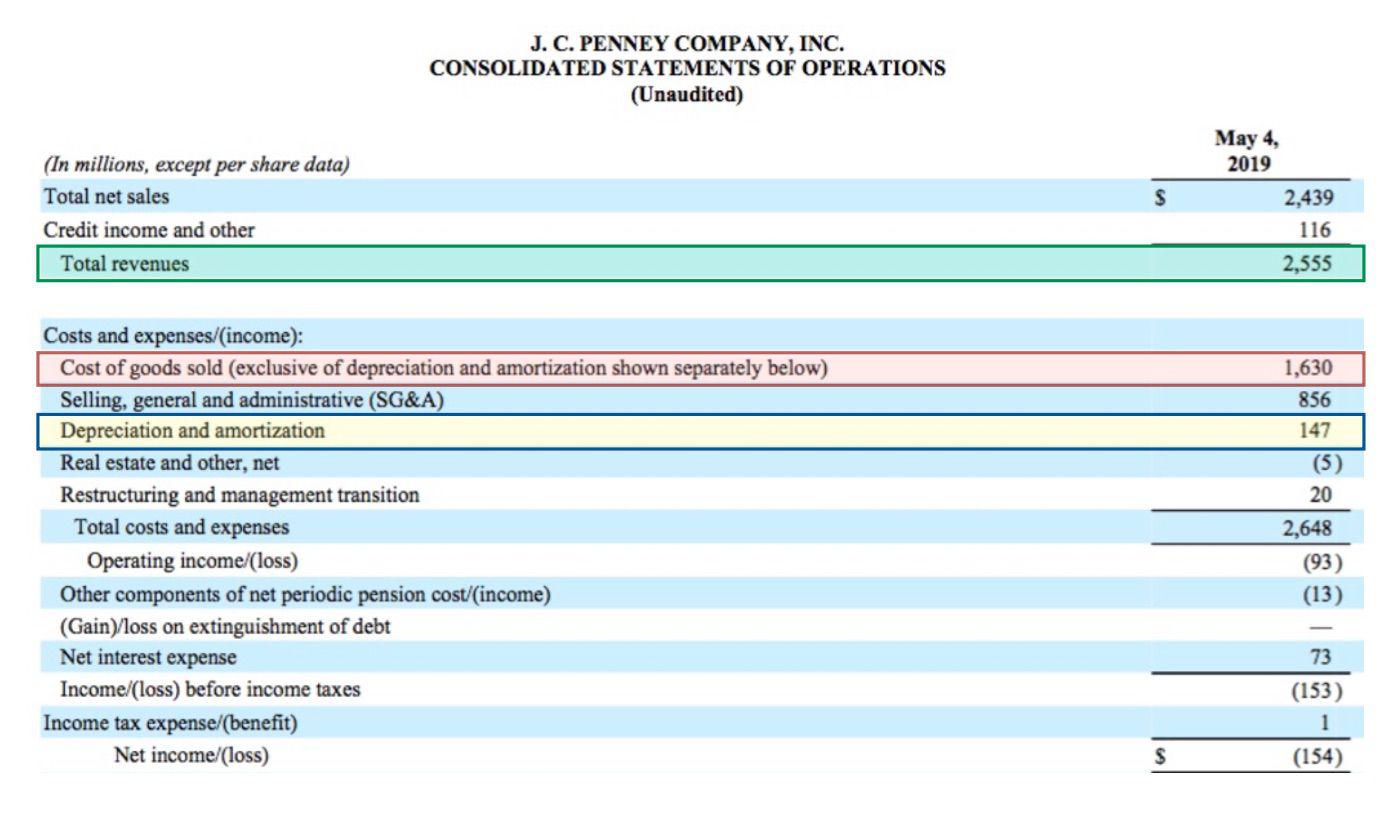 J. C. PENNEY COMPANY, INC.
CONSOLIDATED STATEMENTS OF OPERATIONS
(Unaudited)
May 4,
(In millions, except per share data) 2019
Total net sales $ 2,439
Credit income and other 116
Total revenues 2,555
Costs and expenses/(income):
Cost of goods sold (exclusive of depreciation and amortization shown separately below) 1,630
Selling, general and administrative (SG&A) 856
Depreciation and amortization 147
Real estate and other, net (5)
Restructuring and management transition 20
Total costs and expenses 2,648
Operating income/(loss) (93)
Other components of net periodic pension cost/(income) (13)
(Gain)/loss on extinguishment of debt —
Net interest expense 73
Income/(loss) before income taxes (153)
Income tax expense/(benefit) 1
Net income/(loss) $ (154)